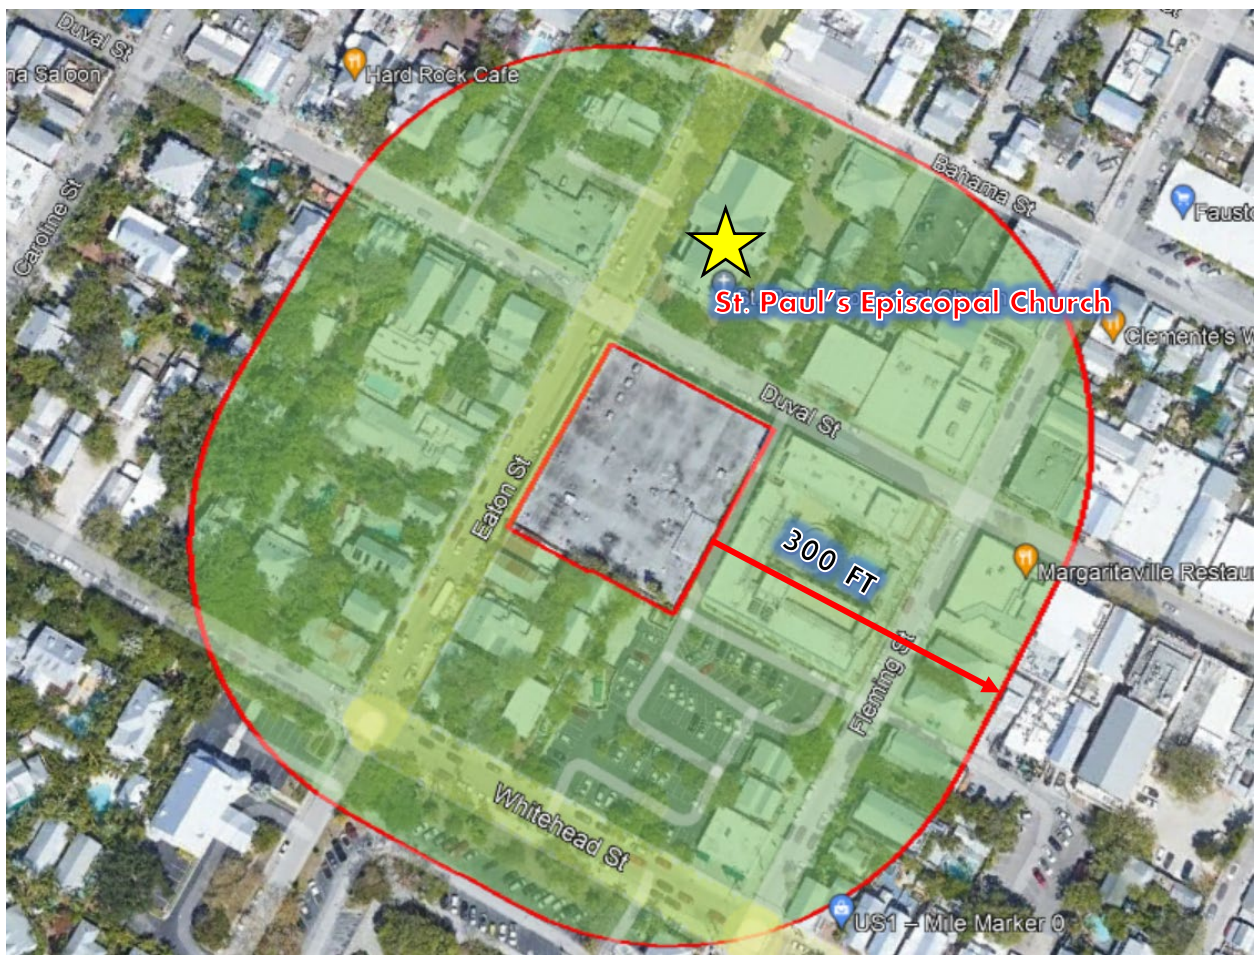 Duval St
na Saloon
Hard Rock Cafe
Caroline St
Bahama St
Fausto
St. Paul's Episcopal Church
Clemente's W
Duval St
Eaton St
300 FT
Margaritaville Restaur
Fleming St
Whitehead St
US1 – Mile Marker 0